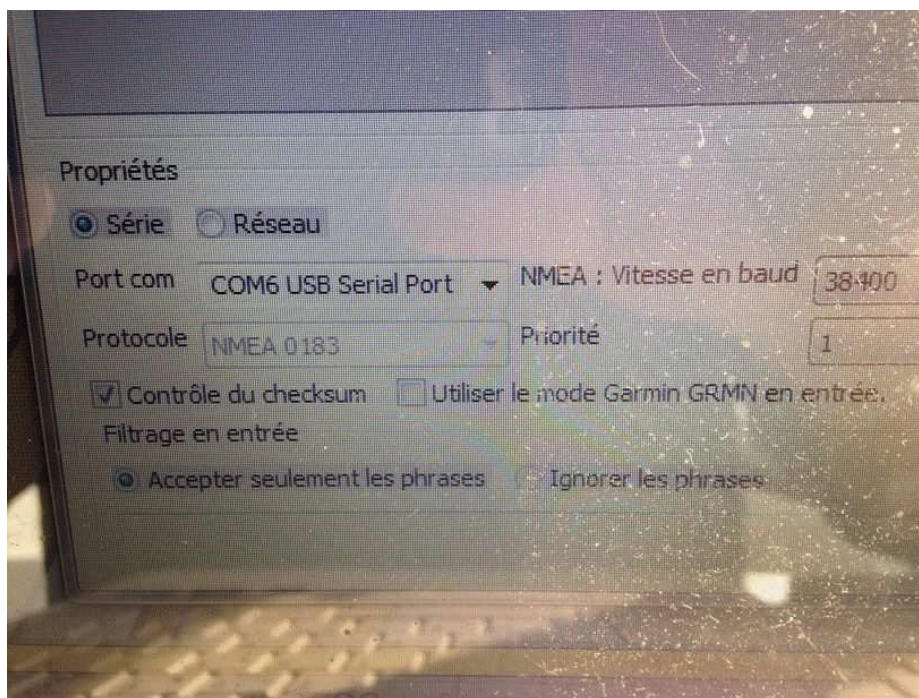 Propriétés
Série Réseau
Port com COM6 USB Serial Port NMEA : Vitesse en baud 38400
Protocole NMEA 0183 Priorité 1
Contrôle du checksum Utiliser le mode Garmin GRMN en entrée.
Filtrage en entrée
Accepter seulement les phrases Ignorer les phrases